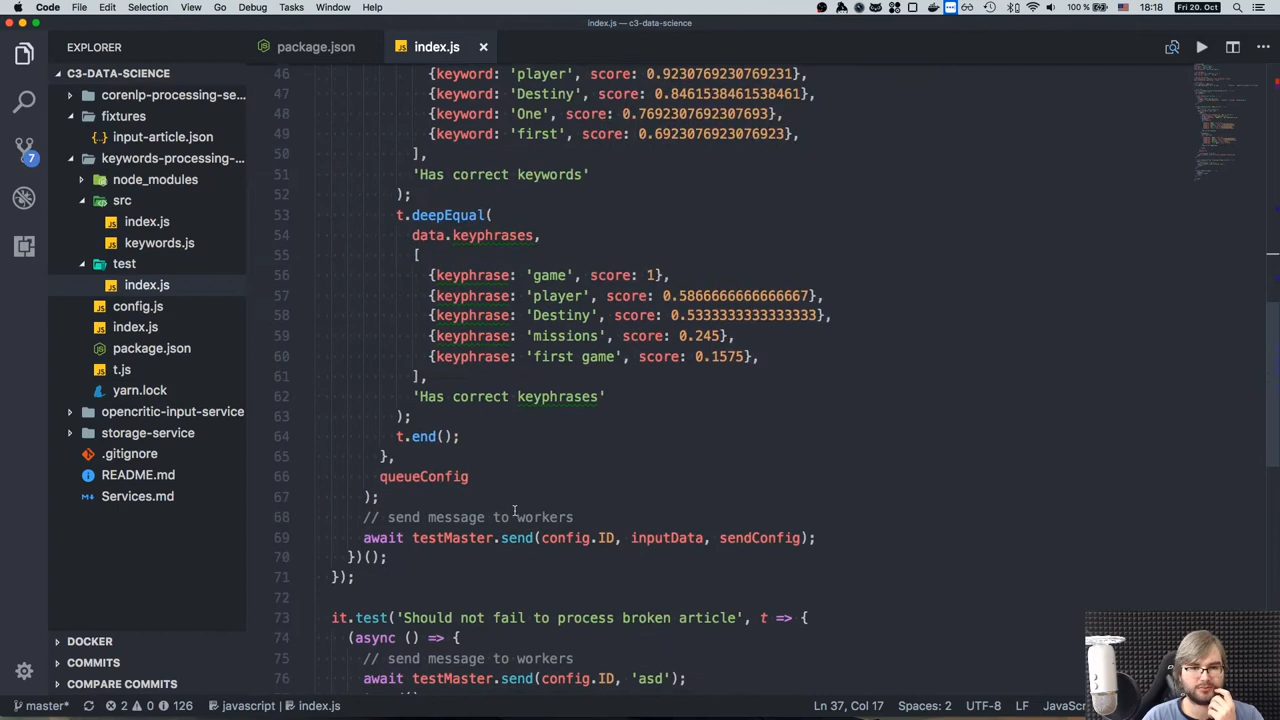 Code File Edit Selection View Go Debug Tasks Window Help 100 % 18:18 Fri 20. Oct
index.js — c3-data-science
EXPLORER
package.json
index.js
C3-DATA-SCIENCE
corenlp-processing-se...
fixtures
input-article.json
keywords-processing-...
node_modules
src
index.js
keywords.js
test
index.js
config.js
index.js
package.json
t.js
yarn.lock
opencritic-input-service
storage-service
.gitignore
README.md
Services.md
DOCKER
COMMITS
COMPARE COMMITS
7
46 {keyword: 'player', score: 0.9230769230769231},
47 {keyword: 'Destiny', score: 0.8461538461538461},
48 {keyword: 'One', score: 0.7692307692307693},
49 {keyword: 'first', score: 0.6923076923076923},
50 ],
51 'Has correct keywords'
52 );
53 t.deepEqual(
54 data.keyphrases,
55 [
56 {keyphrase: 'game', score: 1},
57 {keyphrase: 'player', score: 0.5866666666666667},
58 {keyphrase: 'Destiny', score: 0.5333333333333333},
59 {keyphrase: 'missions', score: 0.245},
60 {keyphrase: 'first game', score: 0.1575},
61 ],
62 'Has correct keyphrases'
63 );
64 t.end();
65 },
66 queueConfig
67 );
68 // send message to workers
69 await testMaster.send(config.ID, inputData, sendConfig);
70 })();
71 });
72
73 it.test('Should not fail to process broken article', t => {
74 (async () => {
75 // send message to workers
76 await testMaster.send(config.ID, 'asd');
master* 2 0 126 javascript index.js Ln 37, Col 17 Spaces: 2 UTF-8 LF JavaSc